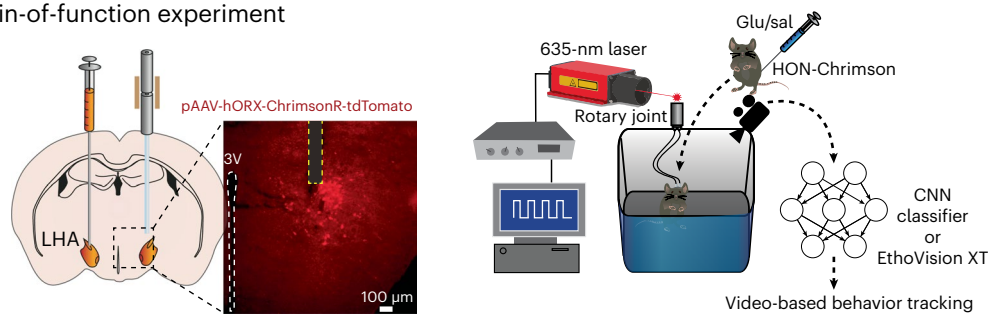 in-of-function experiment
pAAV-hORX-ChrimsonR-tdTomato
3V
LHA
100 µm
Glu/sal
635-nm laser
HON-Chrimson
Rotary joint
CNN
classifier
or
EthoVision XT
Video-based behavior tracking